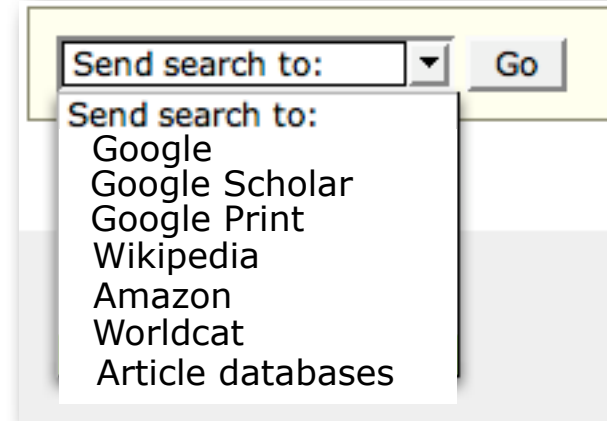 Send search to: Go
Send search to:
Google
Google Scholar
Google Print
Wikipedia
Amazon
Worldcat
Article databases